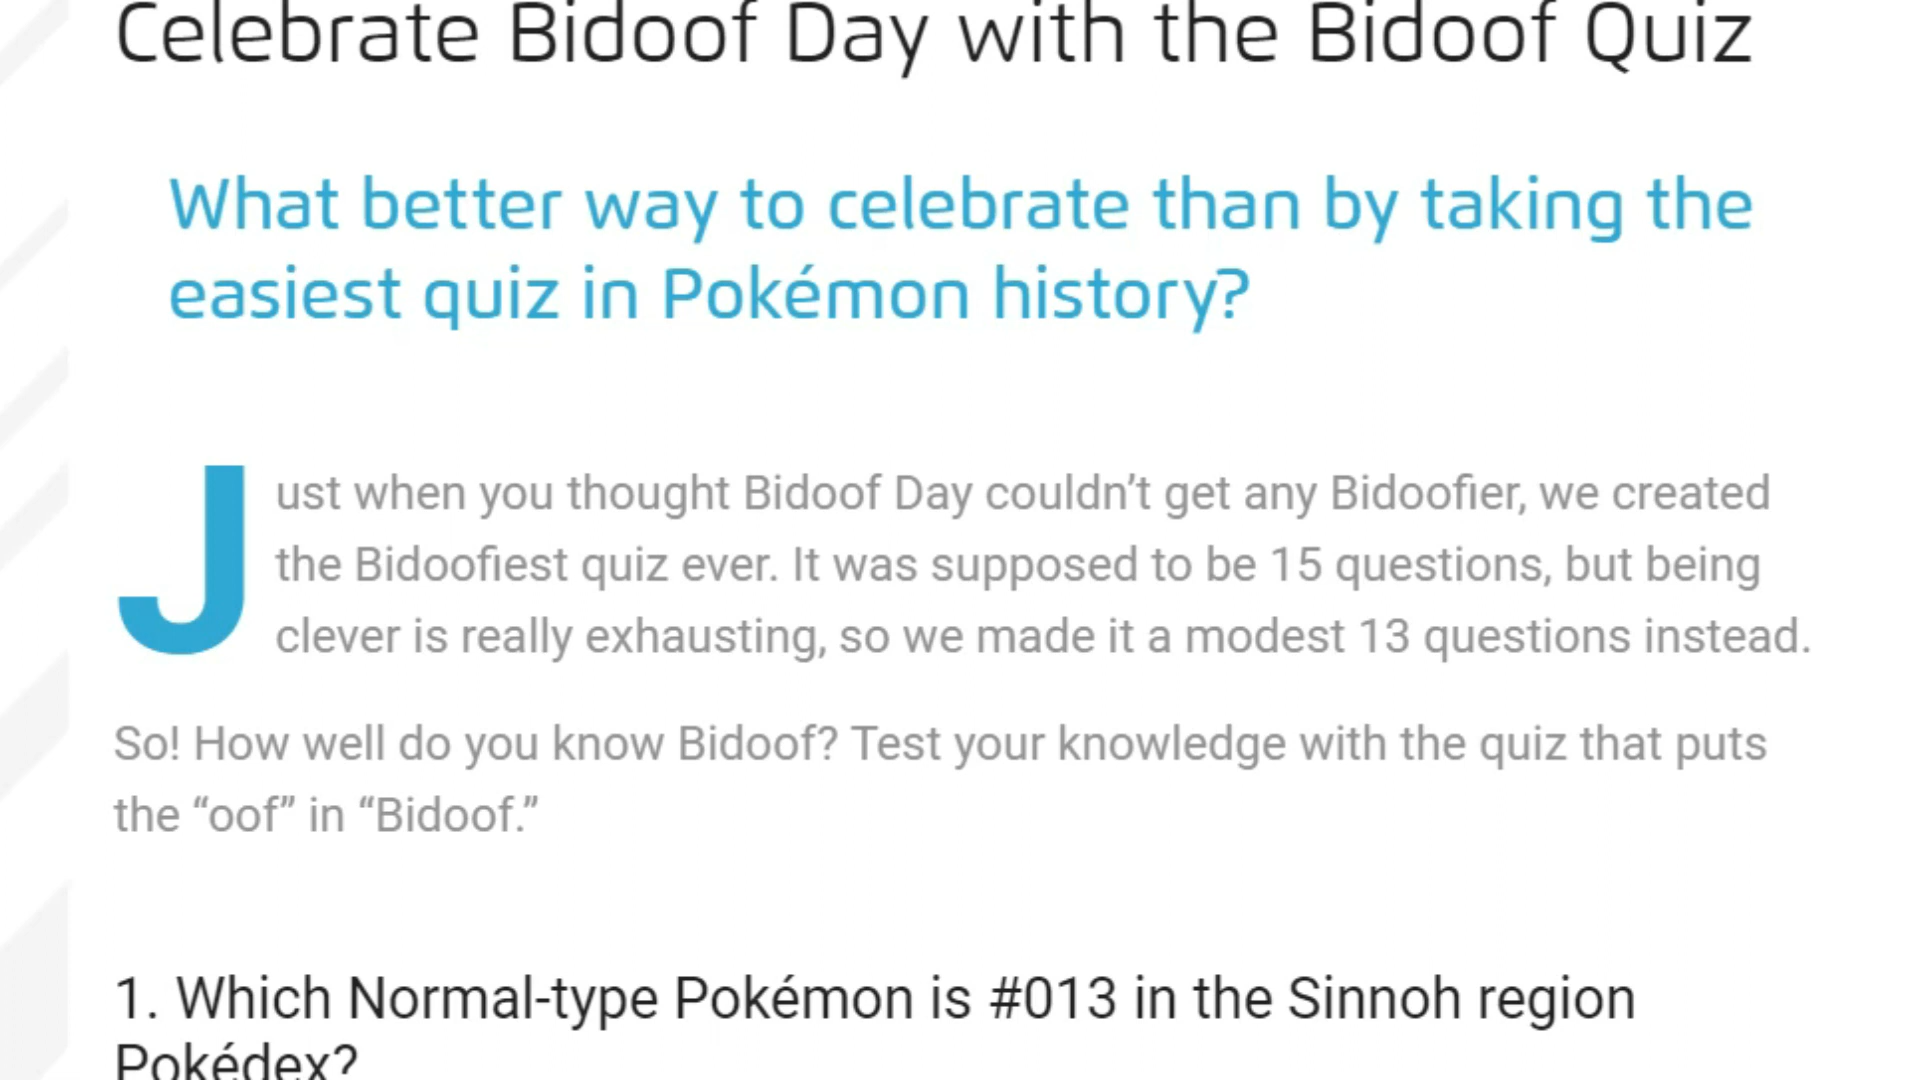 Celebrate Bidoof Day with the Bidoof Quiz
What better way to celebrate than by taking the
easiest quiz in Pokémon history?
Just when you thought Bidoof Day couldn’t get any Bidoofier, we created
the Bidoofiest quiz ever. It was supposed to be 15 questions, but being
clever is really exhausting, so we made it a modest 13 questions instead.
So! How well do you know Bidoof? Test your knowledge with the quiz that puts
the “oof” in “Bidoof.”
1. Which Normal-type Pokémon is #013 in the Sinnoh region
Pokédex?